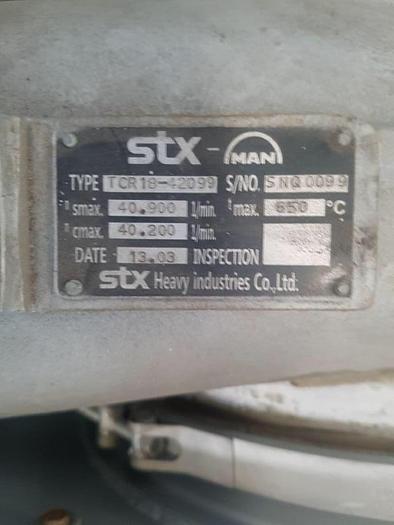 stx - MAN
TYPE TCR18-42099 S/NO. SNQ0099
n smax. 40.900 1/min. t max. 650 °C
n cmax. 40.200 1/min.
DATE 13.03 INSPECTION
stx Heavy industries Co.,Ltd.